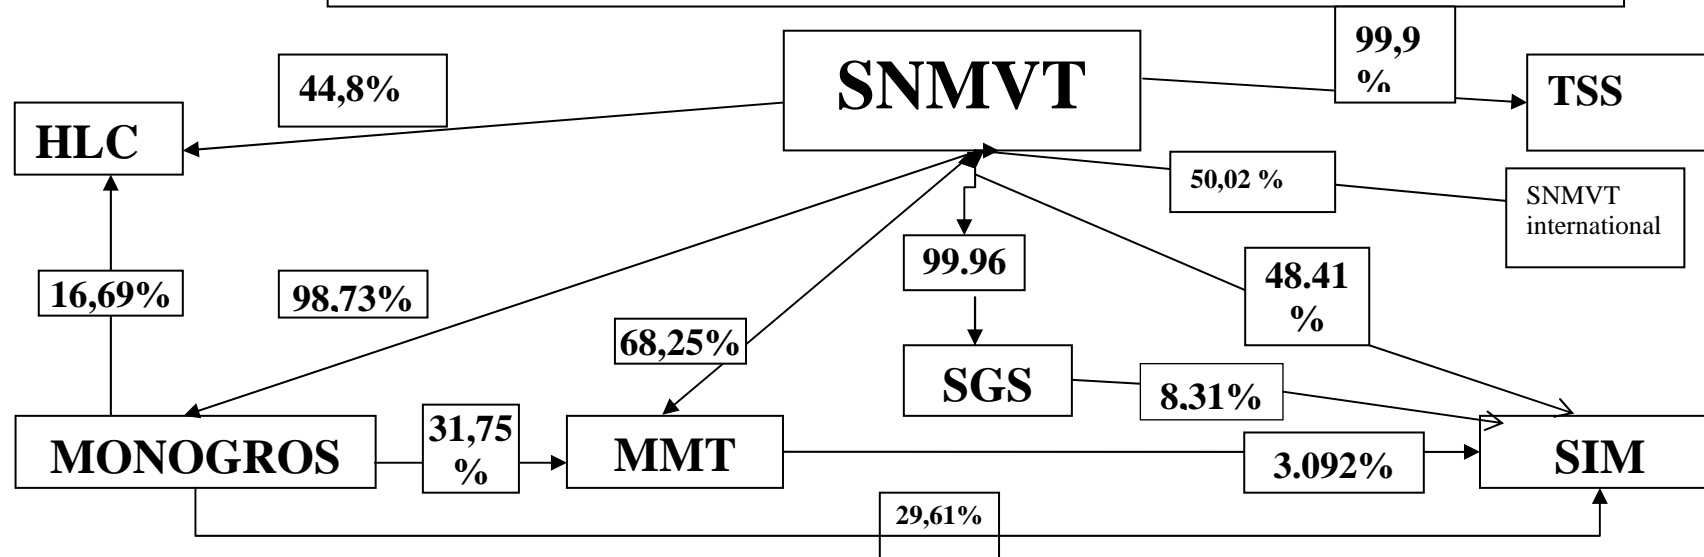 99,9
%
SNMVT
TSS
44,8%
HLC
50,02 %
SNMVT
international
99.96
48.41
%
16,69%
98,73%
68,25%
SGS
8,31%
31,75
%
MONOGROS
MMT
3.092%
SIM
29,61%